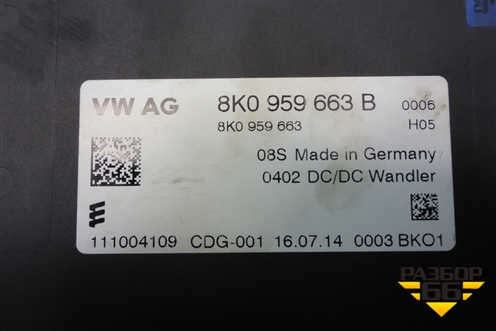 VW AG 8K0 959 663 B 0006
8K0 959 663 H05
08S Made in Germany
0402 DC/DC Wandler
111004109 CDG-001 16.07.14 0003 BKO1
РАЗБОР
66